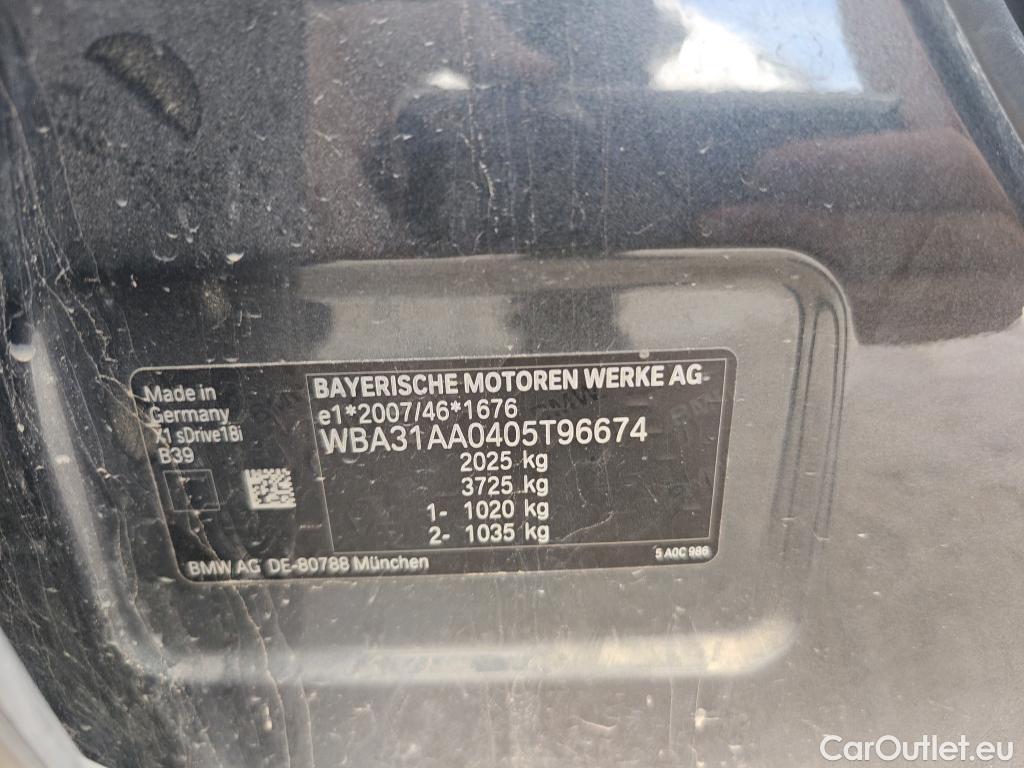 Made in
Germany
X1 sDrive18i
B39
BAYERISCHE MOTOREN WERKE AG
e1*2007/46*1676
WBA31AA0405T96674
2025 kg
3725 kg
1- 1020 kg
2- 1035 kg
BMW AG DE-80788 München
5 A0C 986
CarOutlet.eu